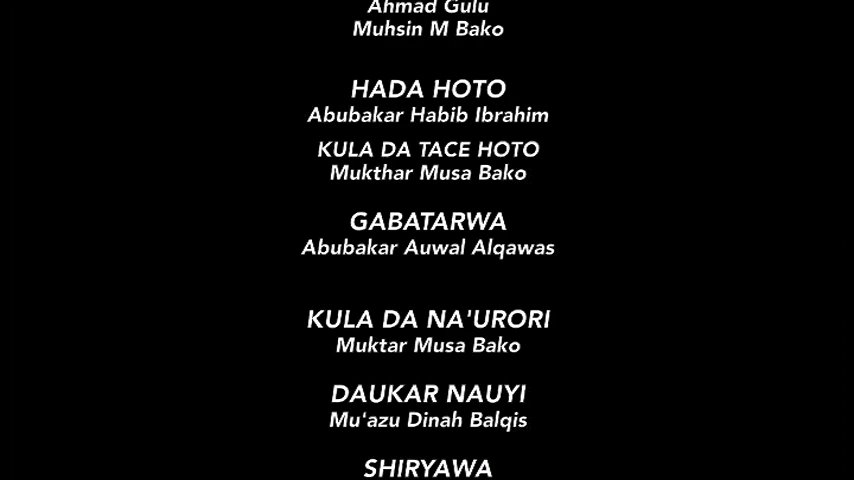 Ahmad Gulu
Muhsin M Bako
HADA HOTO
Abubakar Habib Ibrahim
KULA DA TACE HOTO
Mukthar Musa Bako
GABATARWA
Abubakar Auwal Alqawas
KULA DA NA'URORI
Muktar Musa Bako
DAUKAR NAUYI
Mu'azu Dinah Balqis
SHIRYAWA